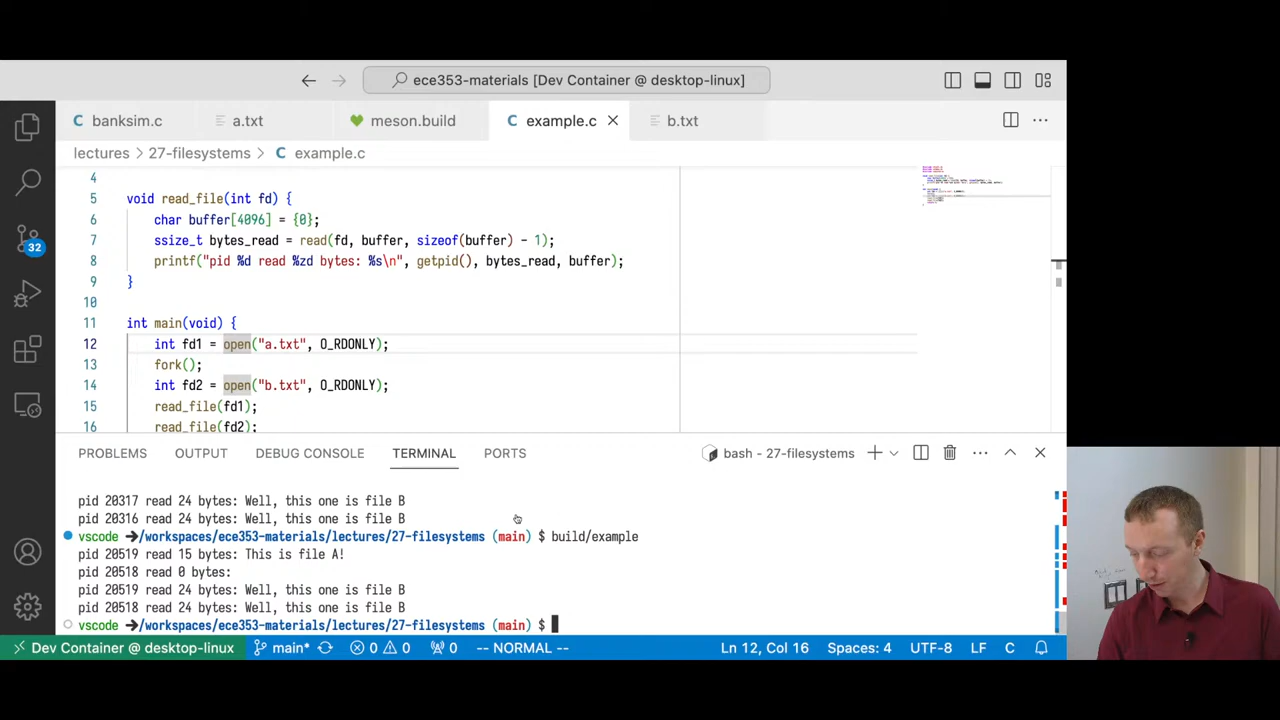 ece353-materials [Dev Container @ desktop-linux]
C banksim.c a.txt meson.build C example.c b.txt
lectures > 27-filesystems > C example.c
4
5 void read_file(int fd) {
6 char buffer[4096] = {0};
7 ssize_t bytes_read = read(fd, buffer, sizeof(buffer) - 1);
8 printf("pid %d read %zd bytes: %s\n", getpid(), bytes_read, buffer);
9 }
10
11 int main(void) {
12 int fd1 = open("a.txt", O_RDONLY);
13 fork();
14 int fd2 = open("b.txt", O_RDONLY);
15 read_file(fd1);
16 read_file(fd2);
32
PROBLEMS OUTPUT DEBUG CONSOLE TERMINAL PORTS bash - 27-filesystems
pid 20317 read 24 bytes: Well, this one is file B
pid 20316 read 24 bytes: Well, this one is file B
vscode ➜/workspaces/ece353-materials/lectures/27-filesystems (main) $ build/example
pid 20519 read 15 bytes: This is file A!
pid 20518 read 0 bytes:
pid 20519 read 24 bytes: Well, this one is file B
pid 20518 read 24 bytes: Well, this one is file B
vscode ➜/workspaces/ece353-materials/lectures/27-filesystems (main) $
Dev Container @ desktop-linux main* 0 0 0 -- NORMAL -- Ln 12, Col 16 Spaces: 4 UTF-8 LF C